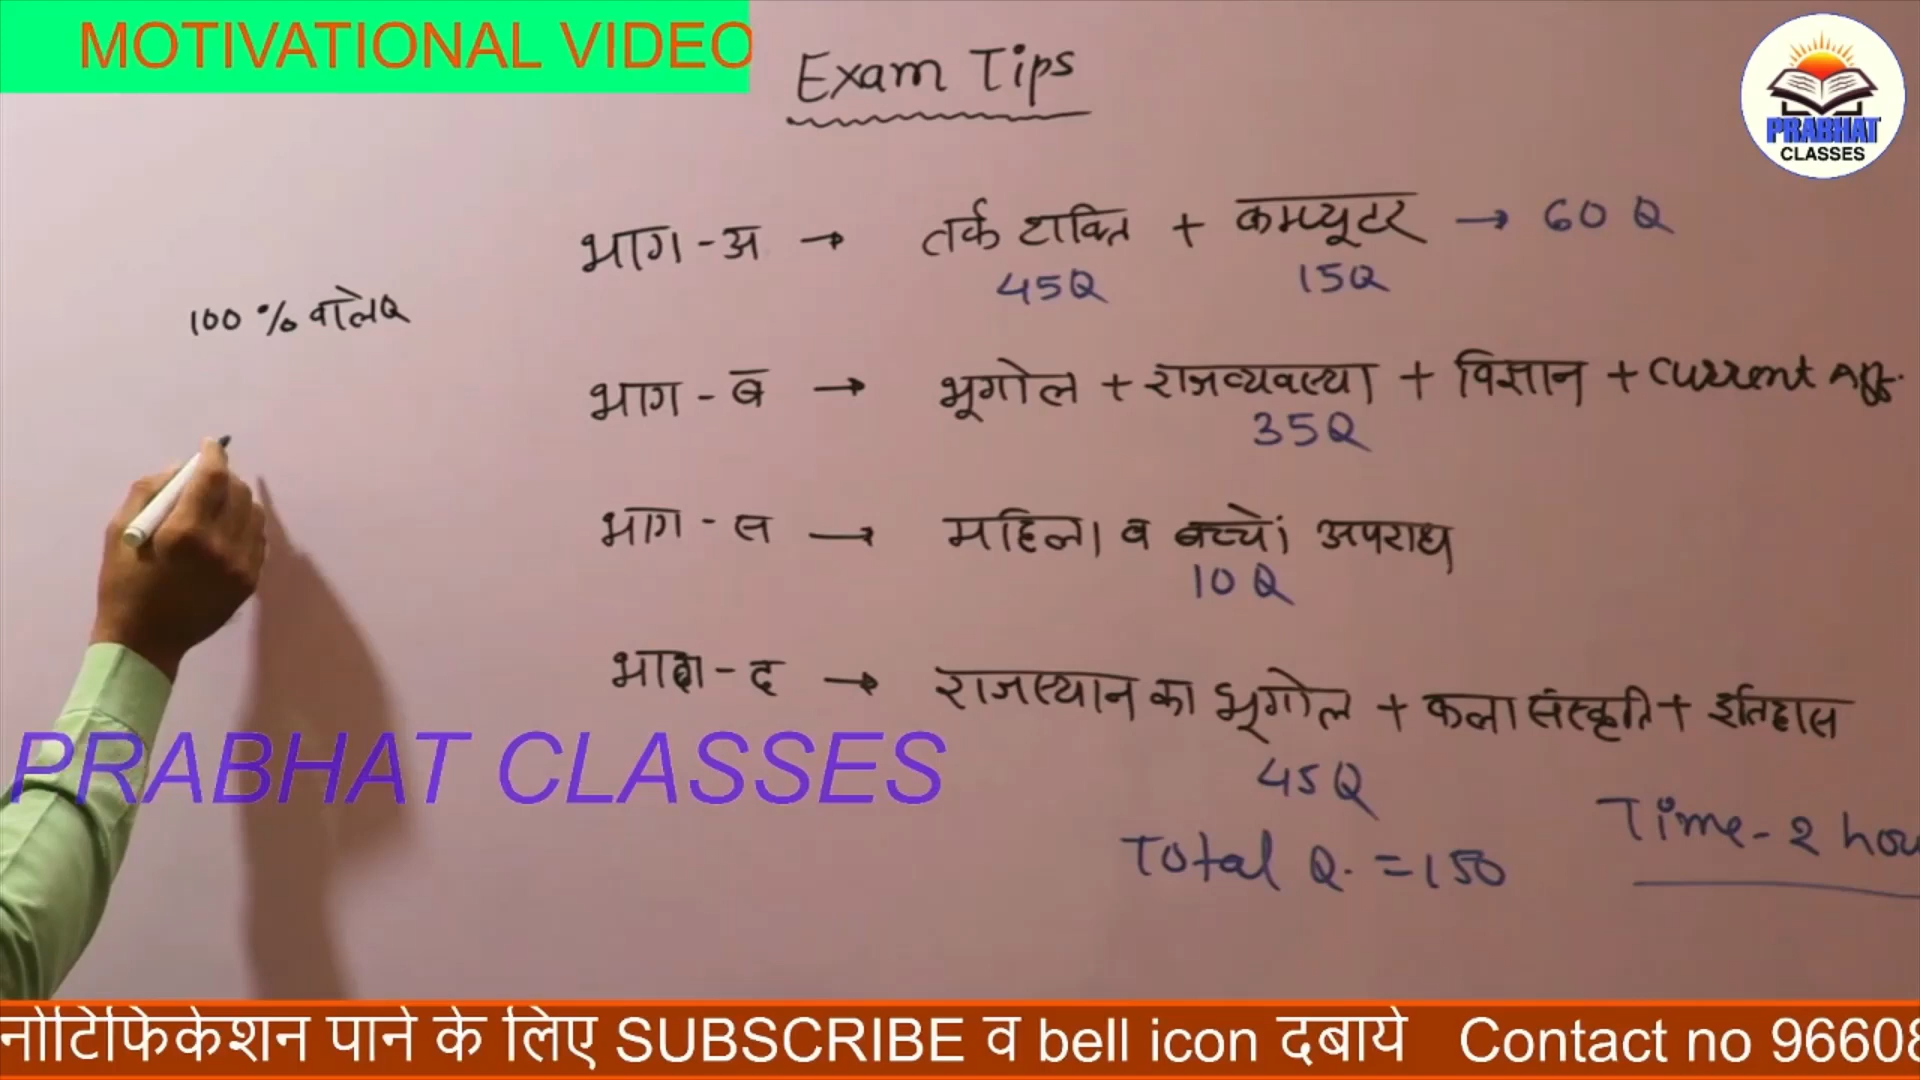 MOTIVATIONAL VIDEO
Exam Tips
PRABHAT
CLASSES
भाग-अ → तर्क शक्ति + कम्प्यूटर → 60 Q
45Q 15Q
100 % वाले Q
भाग-ब → भूगोल + राजव्यवस्था + विज्ञान + Current Aff.
35Q
भाग-स → महिला व बच्चों अपराध
10 Q
भाग-द → राजस्थान का भूगोल + कला संस्कृति + इतिहास
45Q
PRABHAT CLASSES
Time-2 hou
Total Q. = 150
नोटिफिकेशन पाने के लिए SUBSCRIBE व bell icon दबाये Contact no 96608